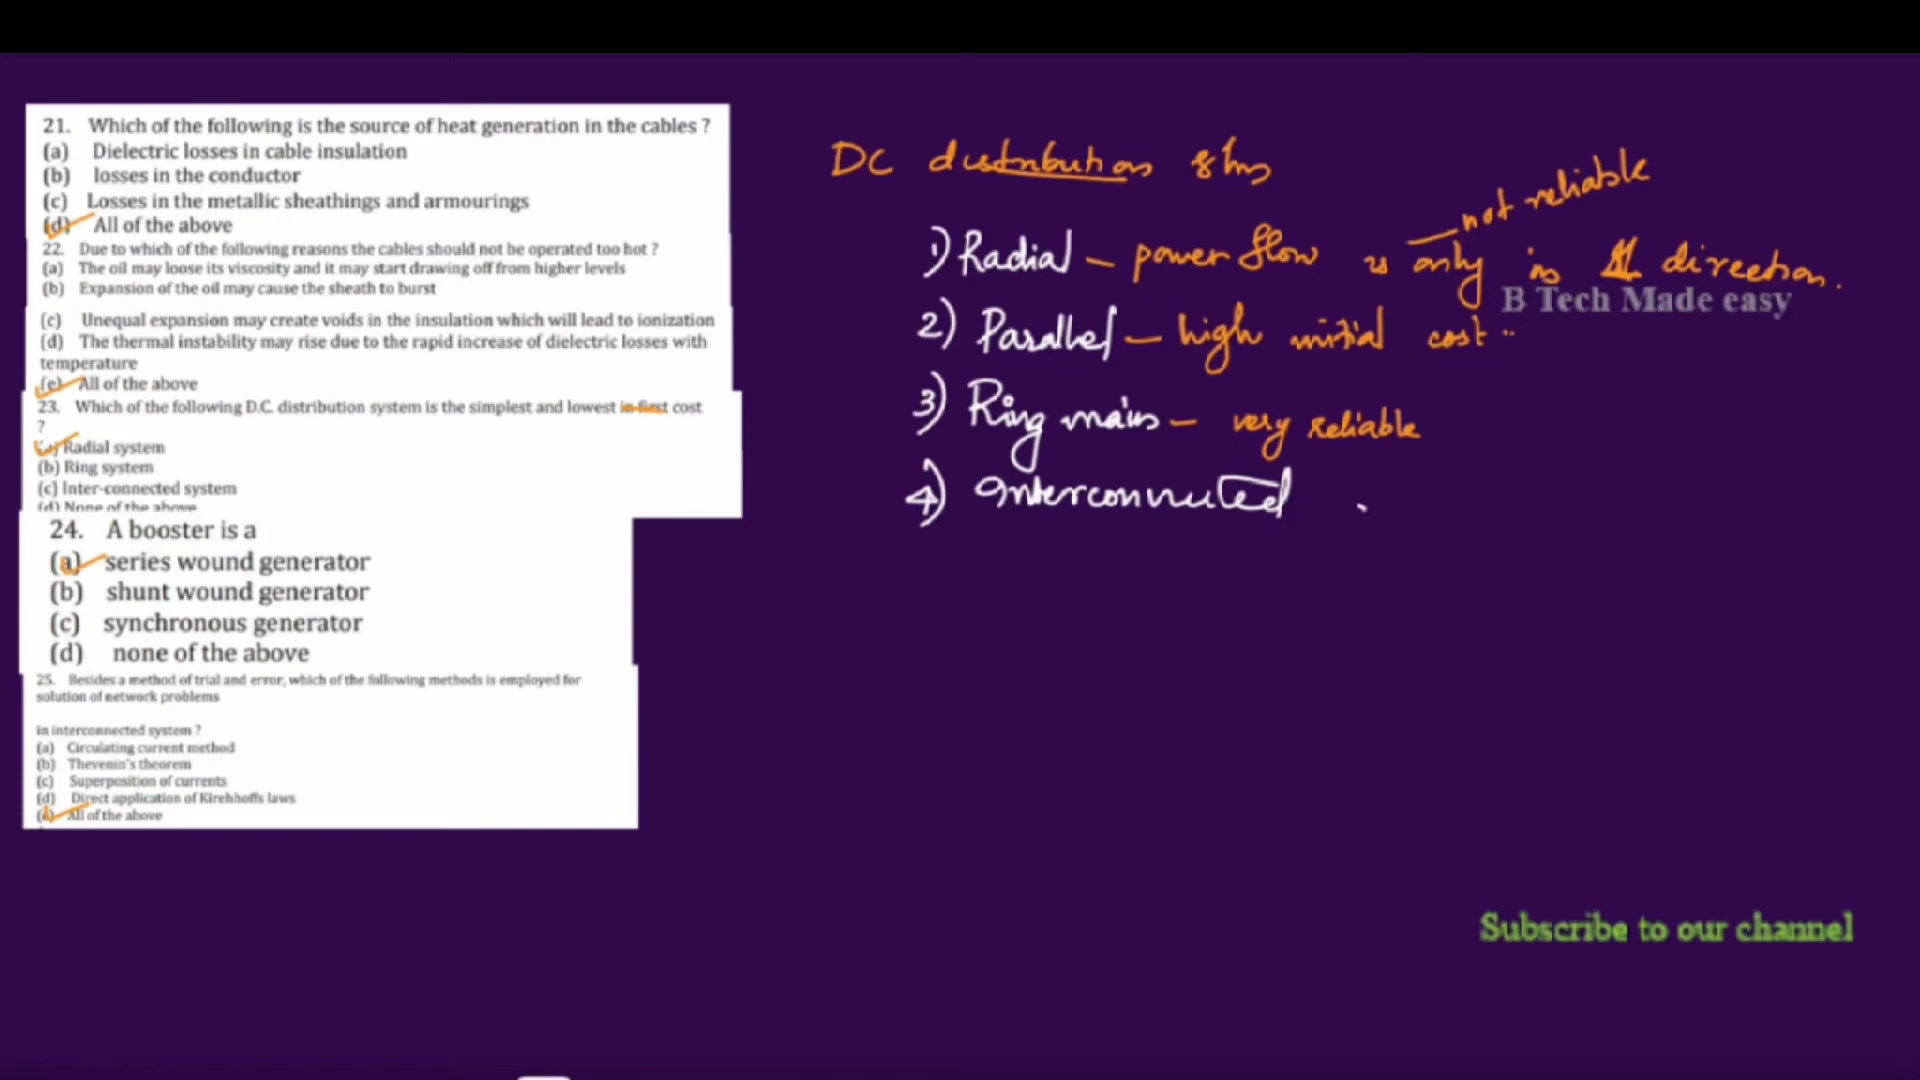 21. Which of the following is the source of heat generation in the cables ?
(a) Dielectric losses in cable insulation
(b) losses in the conductor
(c) Losses in the metallic sheathings and armourings
(d) All of the above
22. Due to which of the following reasons the cables should not be operated too hot ?
(a) The oil may loose its viscosity and it may start drawing off from higher levels
(b) Expansion of the oil may cause the sheath to burst
(c) Unequal expansion may create voids in the insulation which will lead to ionization
(d) The thermal instability may rise due to the rapid increase of dielectric losses with
temperature
(e) All of the above
23. Which of the following D.C. distribution system is the simplest and lowest in first cost
?
(a) Radial system
(b) Ring system
(c) Inter-connected system
(d) None of the above
24. A booster is a
(a) series wound generator
(b) shunt wound generator
(c) synchronous generator
(d) none of the above
25. Besides a method of trial and error, which of the following methods is employed for
solution of network problems
in interconnected system ?
(a) Circulating current method
(b) Thevenin's theorem
(c) Superposition of currents
(d) Direct application of Kirehhoffs laws
All of the above
DC distribution
not reliable
1) Radial – power flow is only in direction.
B Tech Made easy
2) Parallel – high initial cost
3) Ring main – very reliable
4) Interconnected
Subscribe to our channel